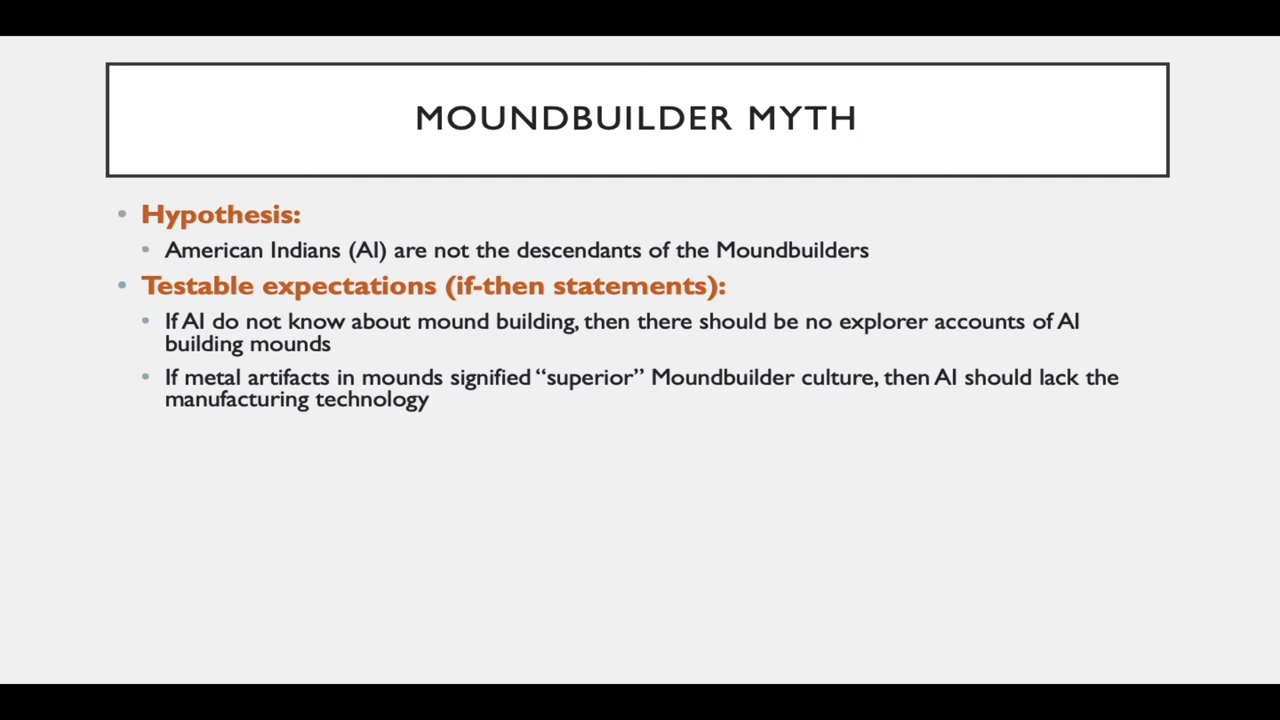 MOUNDBUILDER MYTH
• Hypothesis:
• American Indians (AI) are not the descendants of the Moundbuilders
• Testable expectations (if-then statements):
• If AI do not know about mound building, then there should be no explorer accounts of AI
building mounds
• If metal artifacts in mounds signified “superior” Moundbuilder culture, then AI should lack the
manufacturing technology